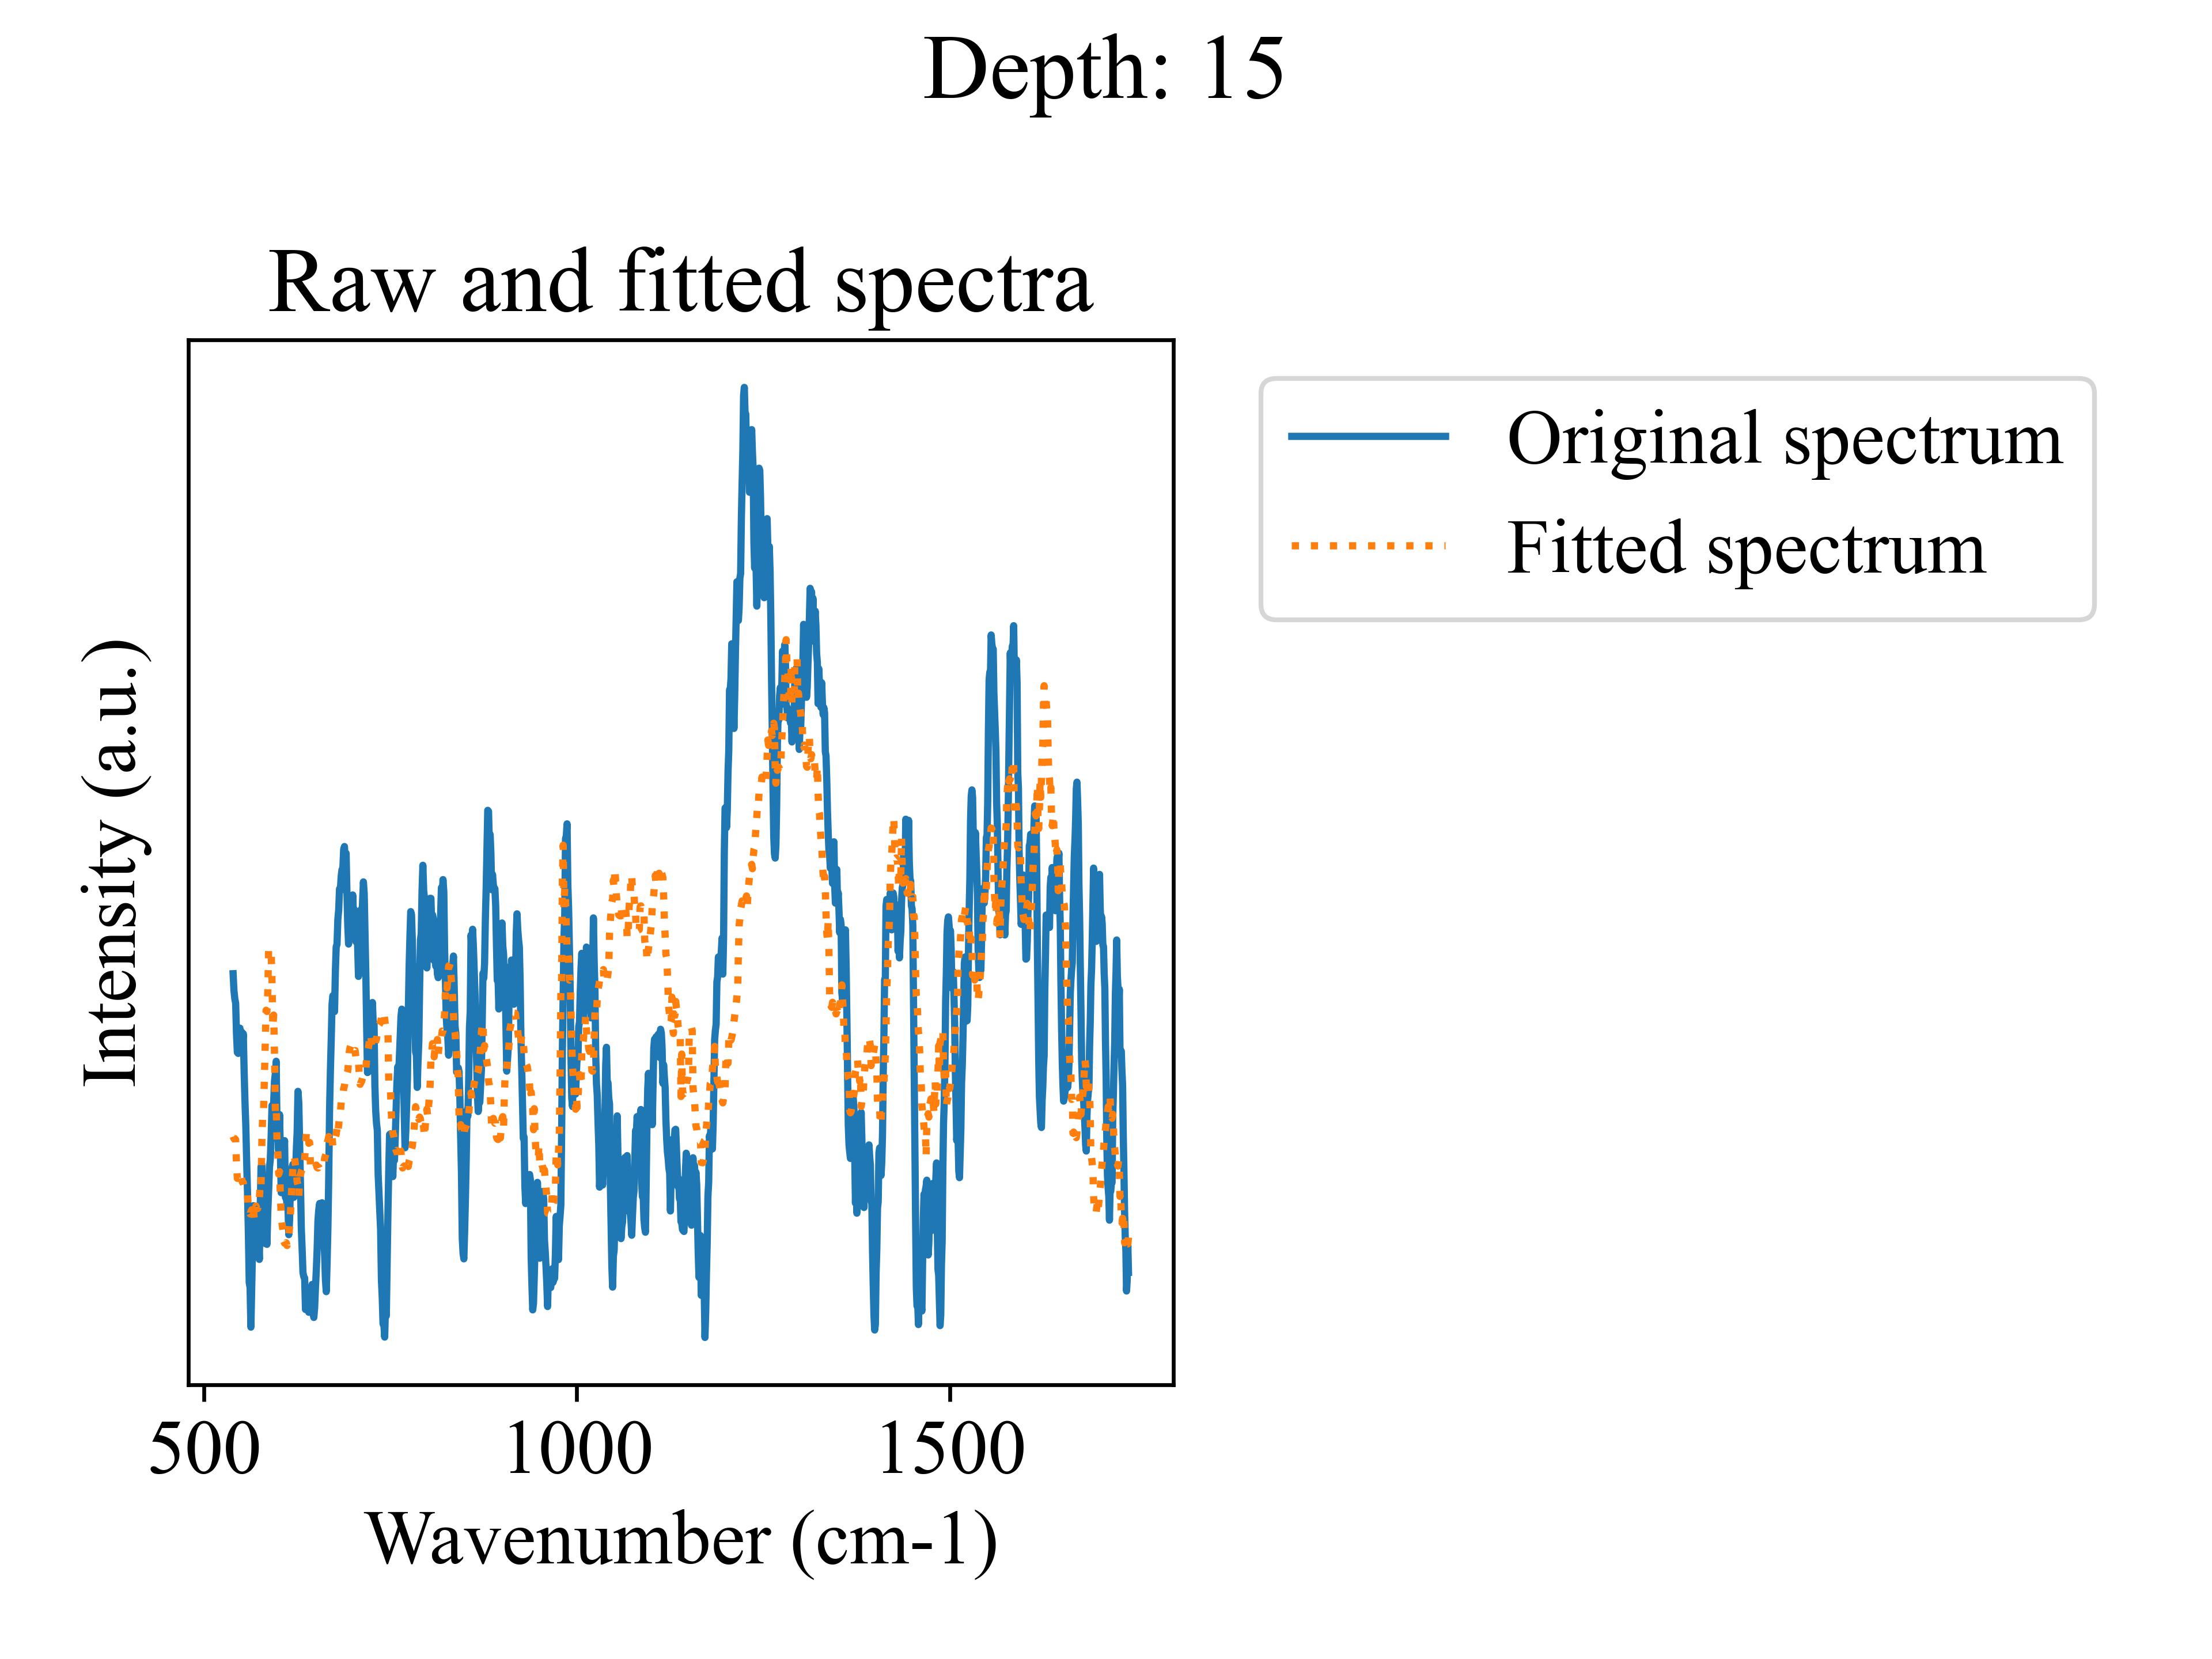 Depth: 15
Raw and fitted spectra
Original spectrum
Fitted spectrum
Intensity (a.u.)
500 1000 1500
Wavenumber (cm-1)